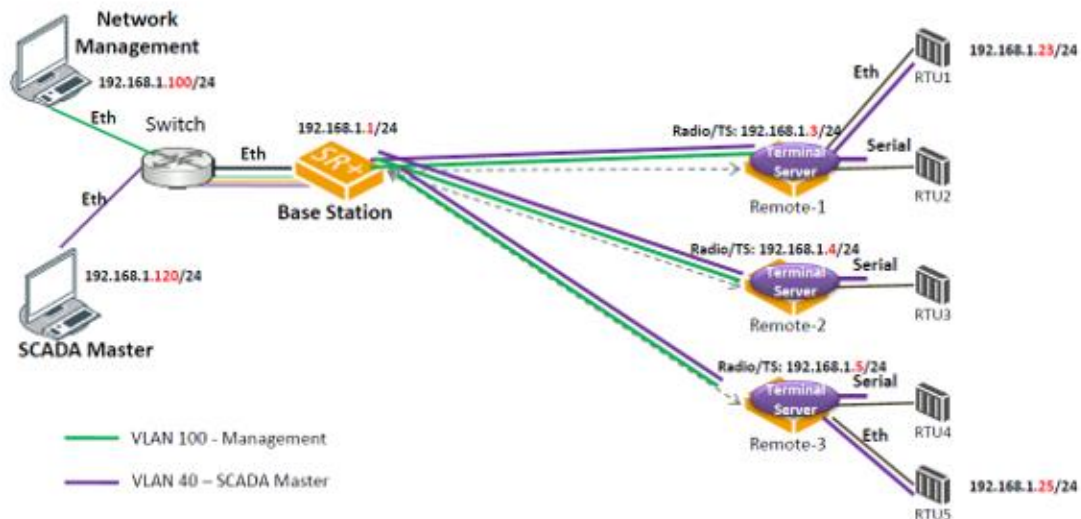 Network
Management
192.168.1.100/24
Eth
Switch
Eth
192.168.1.1/24
SR+
Base Station
Eth
192.168.1.120/24
SCADA Master
Radio/TS: 192.168.1.3/24
Terminal
Server
Remote-1
Eth
RTU1
192.168.1.23/24
Serial
RTU2
Radio/TS: 192.168.1.4/24
Terminal
Server
Remote-2
Serial
RTU3
Radio/TS: 192.168.1.5/24
Terminal
Server
Remote-3
Serial
RTU4
Eth
RTU5
192.168.1.25/24
VLAN 100 - Management
VLAN 40 – SCADA Master